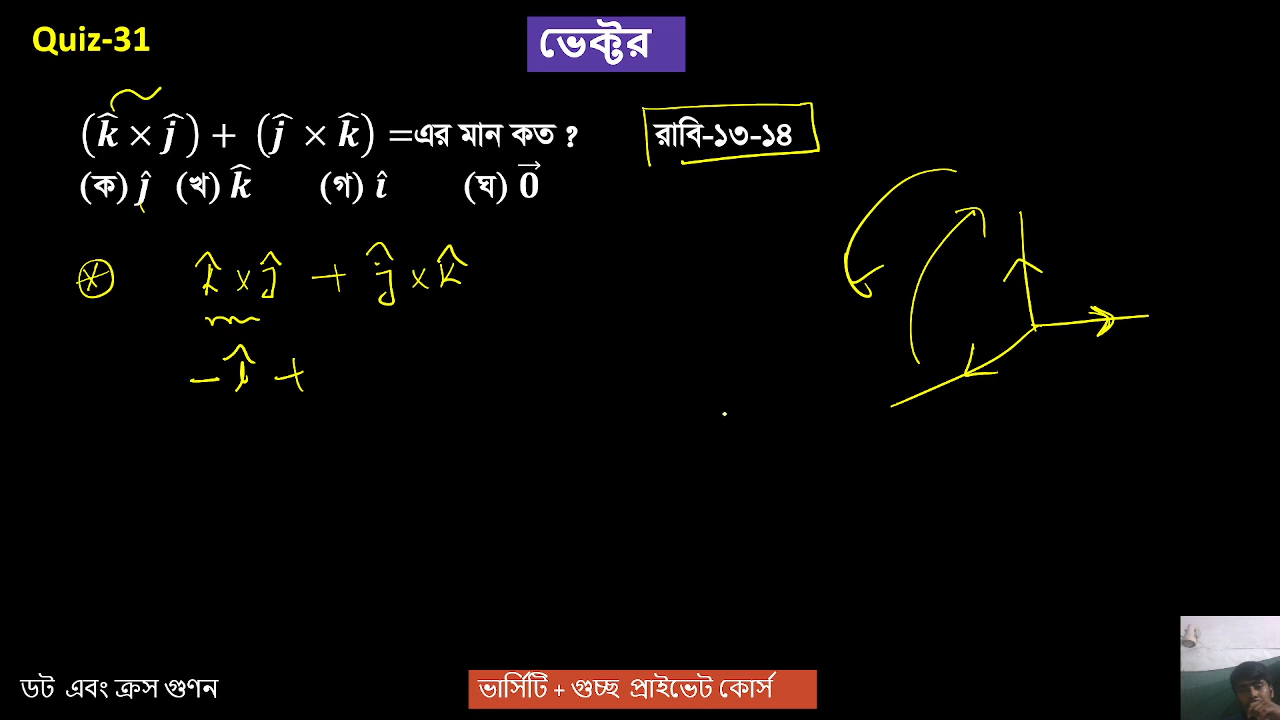 Quiz-31
ভেক্টর
(k̂ × ĵ) + (ĵ × k̂) =এর মান কত ?
রাবি-১৩-১৪
(ক) ĵ (খ) k̂ (গ) î (ঘ) 0⃗
k̂ × ĵ + ĵ × k̂
- î +
ডট এবং ক্রস গুণন
ভার্সিটি + গুচ্ছ প্রাইভেট কোর্স